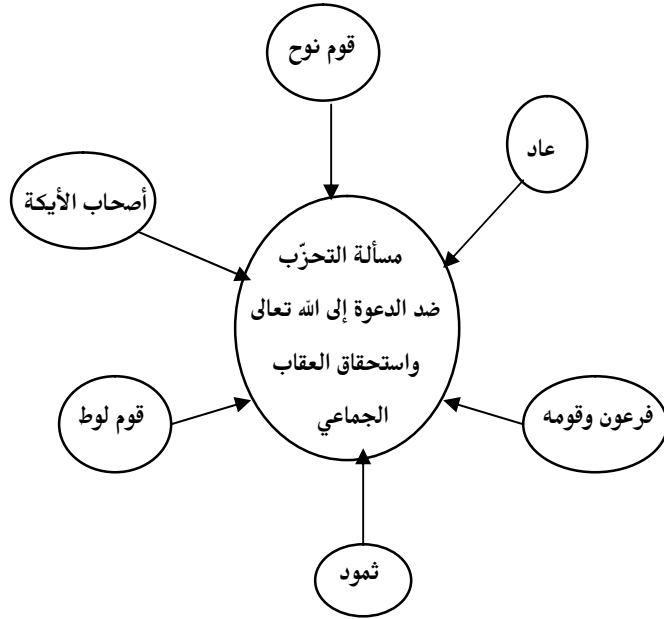 قوم نوح
عاد
أصحاب الأيكة
مسألة التحزّب
ضد الدعوة إلى الله تعالى
واستحقاق العقاب
الجماعي
فرعون وقومه
قوم لوط
ثمود